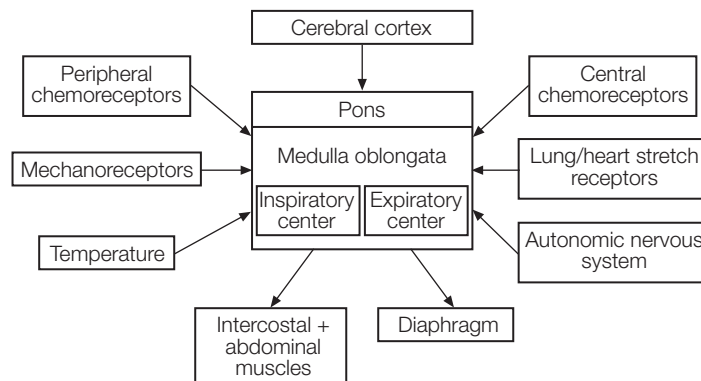 Cerebral cortex
Peripheral
chemoreceptors
Central
chemoreceptors
Pons
Medulla oblongata
Mechanoreceptors
Lung/heart stretch
receptors
Inspiratory
center
Expiratory
center
Temperature
Autonomic nervous
system
Intercostal +
abdominal
muscles
Diaphragm